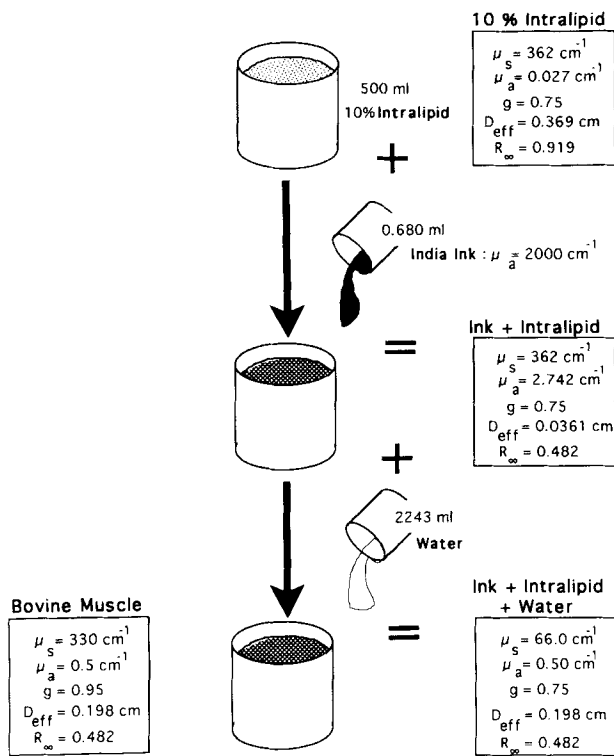 10 % Intralipid
μs = 362 cm-1
μa = 0.027 cm-1
g = 0.75
Deff = 0.369 cm
R∞ = 0.919
500 ml
10% Intralipid
+
0.680 ml
India Ink : μa = 2000 cm-1
=
Ink + Intralipid
μs = 362 cm-1
μa = 2.742 cm-1
g = 0.75
Deff = 0.0361 cm
R∞ = 0.482
+
2243 ml
Water
Bovine Muscle
μs = 330 cm-1
μa = 0.5 cm-1
g = 0.95
Deff = 0.198 cm
R∞ = 0.482
=
Ink + Intralipid
+ Water
μs = 66.0 cm-1
μa = 0.50 cm-1
g = 0.75
Deff = 0.198 cm
R∞ = 0.482